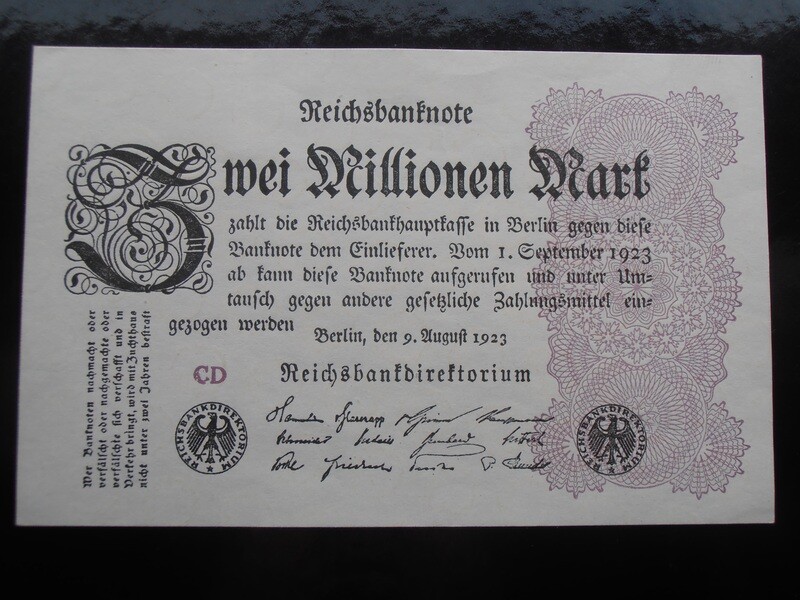 Reichsbanknote
Zwei Millionen Mark
zahlt die Reichsbankhauptkasse in Berlin gegen diese
Banknote dem Einlieferer. Vom 1. September 1923
ab kann diese Banknote aufgerufen und unter Um-
tausch gegen andere gesetzliche Zahlungsmittel ein-
gezogen werden
Berlin, den 9. August 1923
CD
Reichsbankdirektorium
Wer Banknoten nachmacht oder
verfälscht oder nachgemachte oder
verfälschte sich verschafft und in
Verkehr bringt, wird mit Zuchthaus
nicht unter zwei Jahren bestraft
REICHSBANKDIREKTORIUM
REICHSBANKDIREKTORIUM